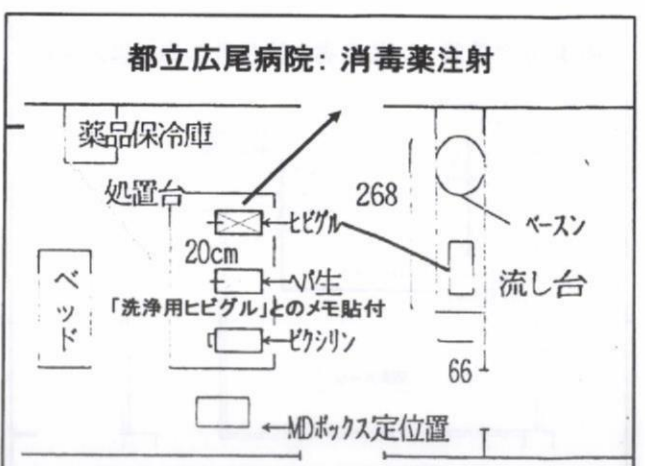 都立広尾病院: 消毒薬注射
薬品保冷庫
処置台
268
ヒビグル
ベースン
20cm
ヘパ生
流し台
ベッド
「洗浄用ヒビグル」とのメモ貼付
ビクシリン
66
MDボックス定位置